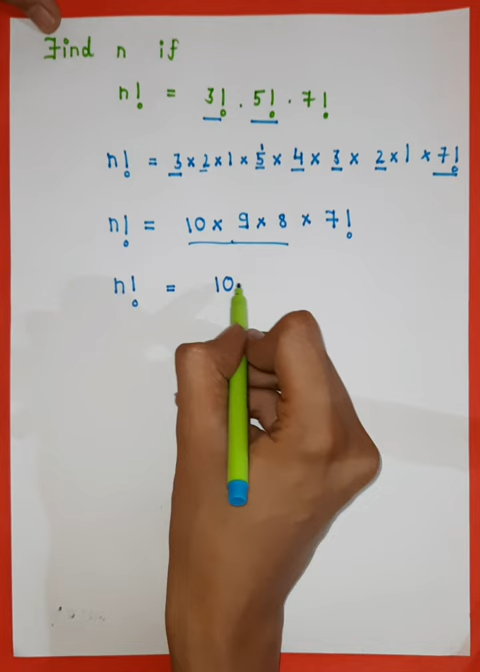 Find n if
n! = 3! . 5! . 7!
n! = 3 x 2 x 1 x 5 x 4 x 3 x 2 x 1 x 7!
n! = 10 x 9 x 8 x 7!
n! = 10